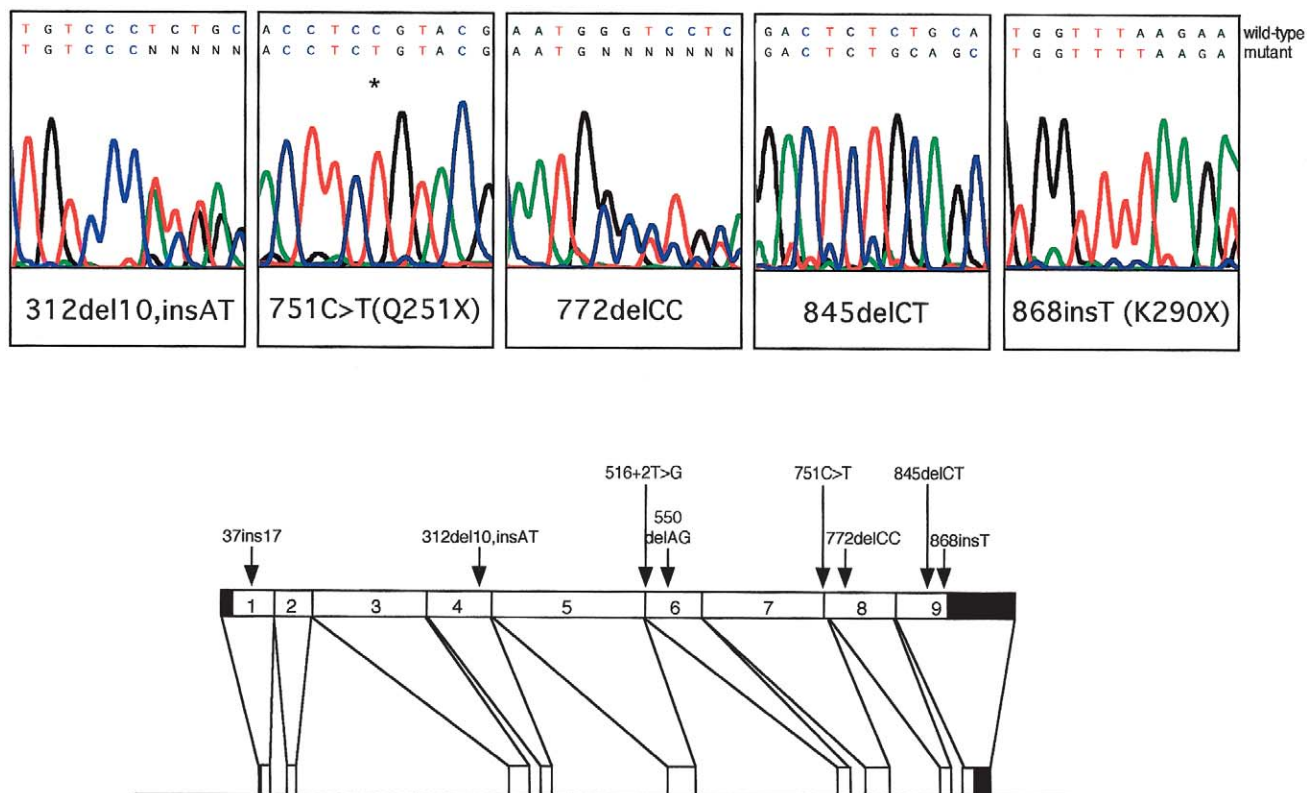 T G T C C C T C T G C
T G T C C C N N N N N
312del10,insAT
A C C T C C G T A C G
A C C T C T G T A C G
*
751C>T(Q251X)
A A T G G G T C C T C
A A T G N N N N N N N
772delCC
G A C T C T C T G C A
G A C T C T G C A G C
845delCT
T G G T T T A A G A A
T G G T T T T A A G A
868insT (K290X)
wild-type
mutant
516+2T>G
751C>T
845delCT
37ins17
312del10,insAT
550
delAG
772delCC
868insT
1 2 3 4 5 6 7 8 9